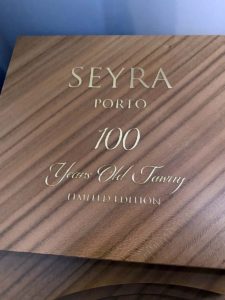 SEYRA
PORTO
100
Years Old Tawny
LIMITED EDITION